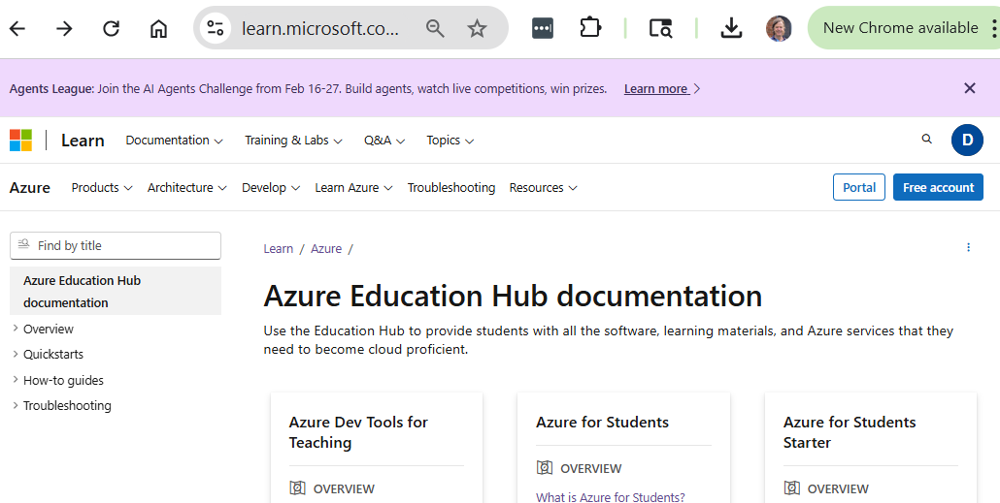 learn.microsoft.co...
New Chrome available
Agents League: Join the AI Agents Challenge from Feb 16-27. Build agents, watch live competitions, win prizes. Learn more
Learn Documentation Training & Labs Q&A Topics D
Azure Products Architecture Develop Learn Azure Troubleshooting Resources Portal Free account
Find by title
Azure Education Hub
documentation
Overview
Quickstarts
How-to guides
Troubleshooting
Learn / Azure /
Azure Education Hub documentation
Use the Education Hub to provide students with all the software, learning materials, and Azure services that they
need to become cloud proficient.
Azure Dev Tools for
Teaching
OVERVIEW
Azure for Students
OVERVIEW
What is Azure for Students?
Azure for Students
Starter
OVERVIEW